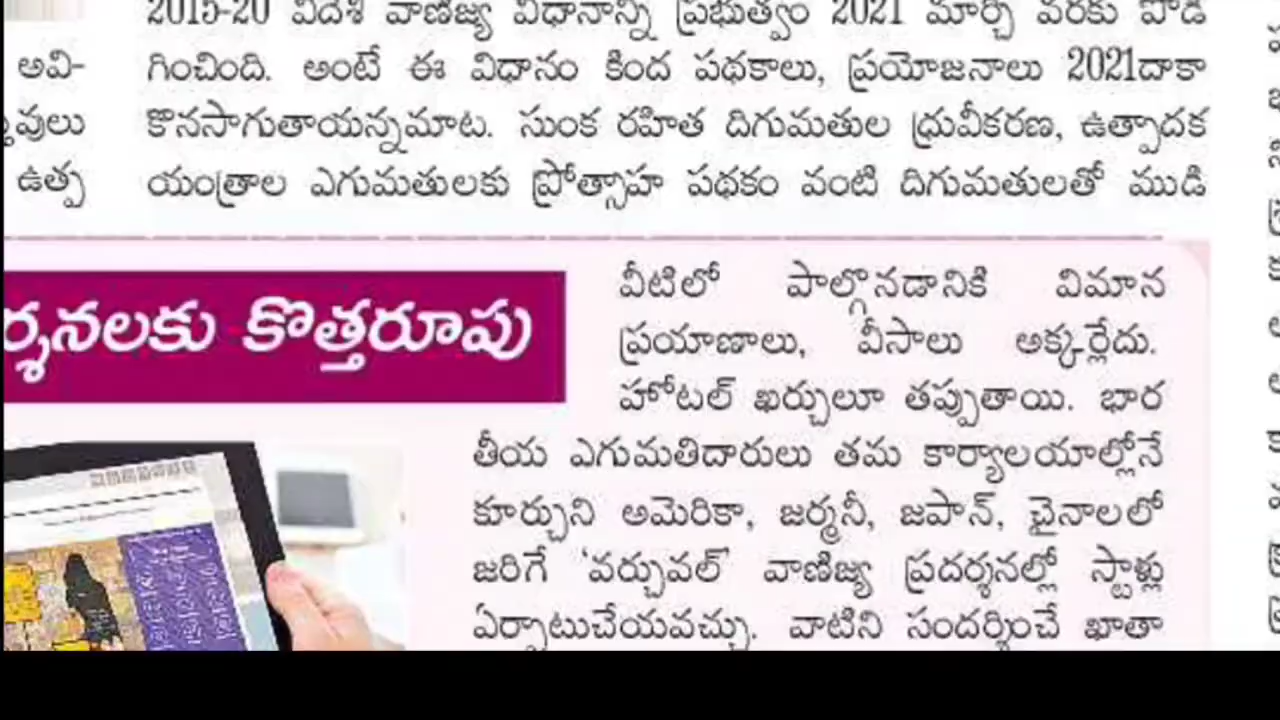 2015-20 విదేశీ వాణిజ్య విధానాన్ని ప్రభుత్వం 2021 మార్చి వరకు పొడి
గించింది. అంటే ఈ విధానం కింద పథకాలు, ప్రయోజనాలు 2021దాకా
కొనసాగుతాయన్నమాట. సుంక రహిత దిగుమతుల ధ్రువీకరణ, ఉత్పాదక
యంత్రాల ఎగుమతులకు ప్రోత్సాహ పథకం వంటి దిగుమతులతో ముడి
అవి-
వులు
ఉత్ప
ర్శనలకు కొత్తరూపు
వీటిలో పాల్గొనడానికి విమాన
ప్రయాణాలు, వీసాలు అక్కర్లేదు.
హోటల్ ఖర్చులూ తప్పుతాయి. భార
తీయ ఎగుమతిదారులు తమ కార్యాలయాల్లోనే
కూర్చుని అమెరికా, జర్మనీ, జపాన్, చైనాలలో
జరిగే ‘వర్చువల్’ వాణిజ్య ప్రదర్శనల్లో స్టాళ్లు
ఏర్పాటుచేయవచ్చు. వాటిని సందర్శించే ఖాతా